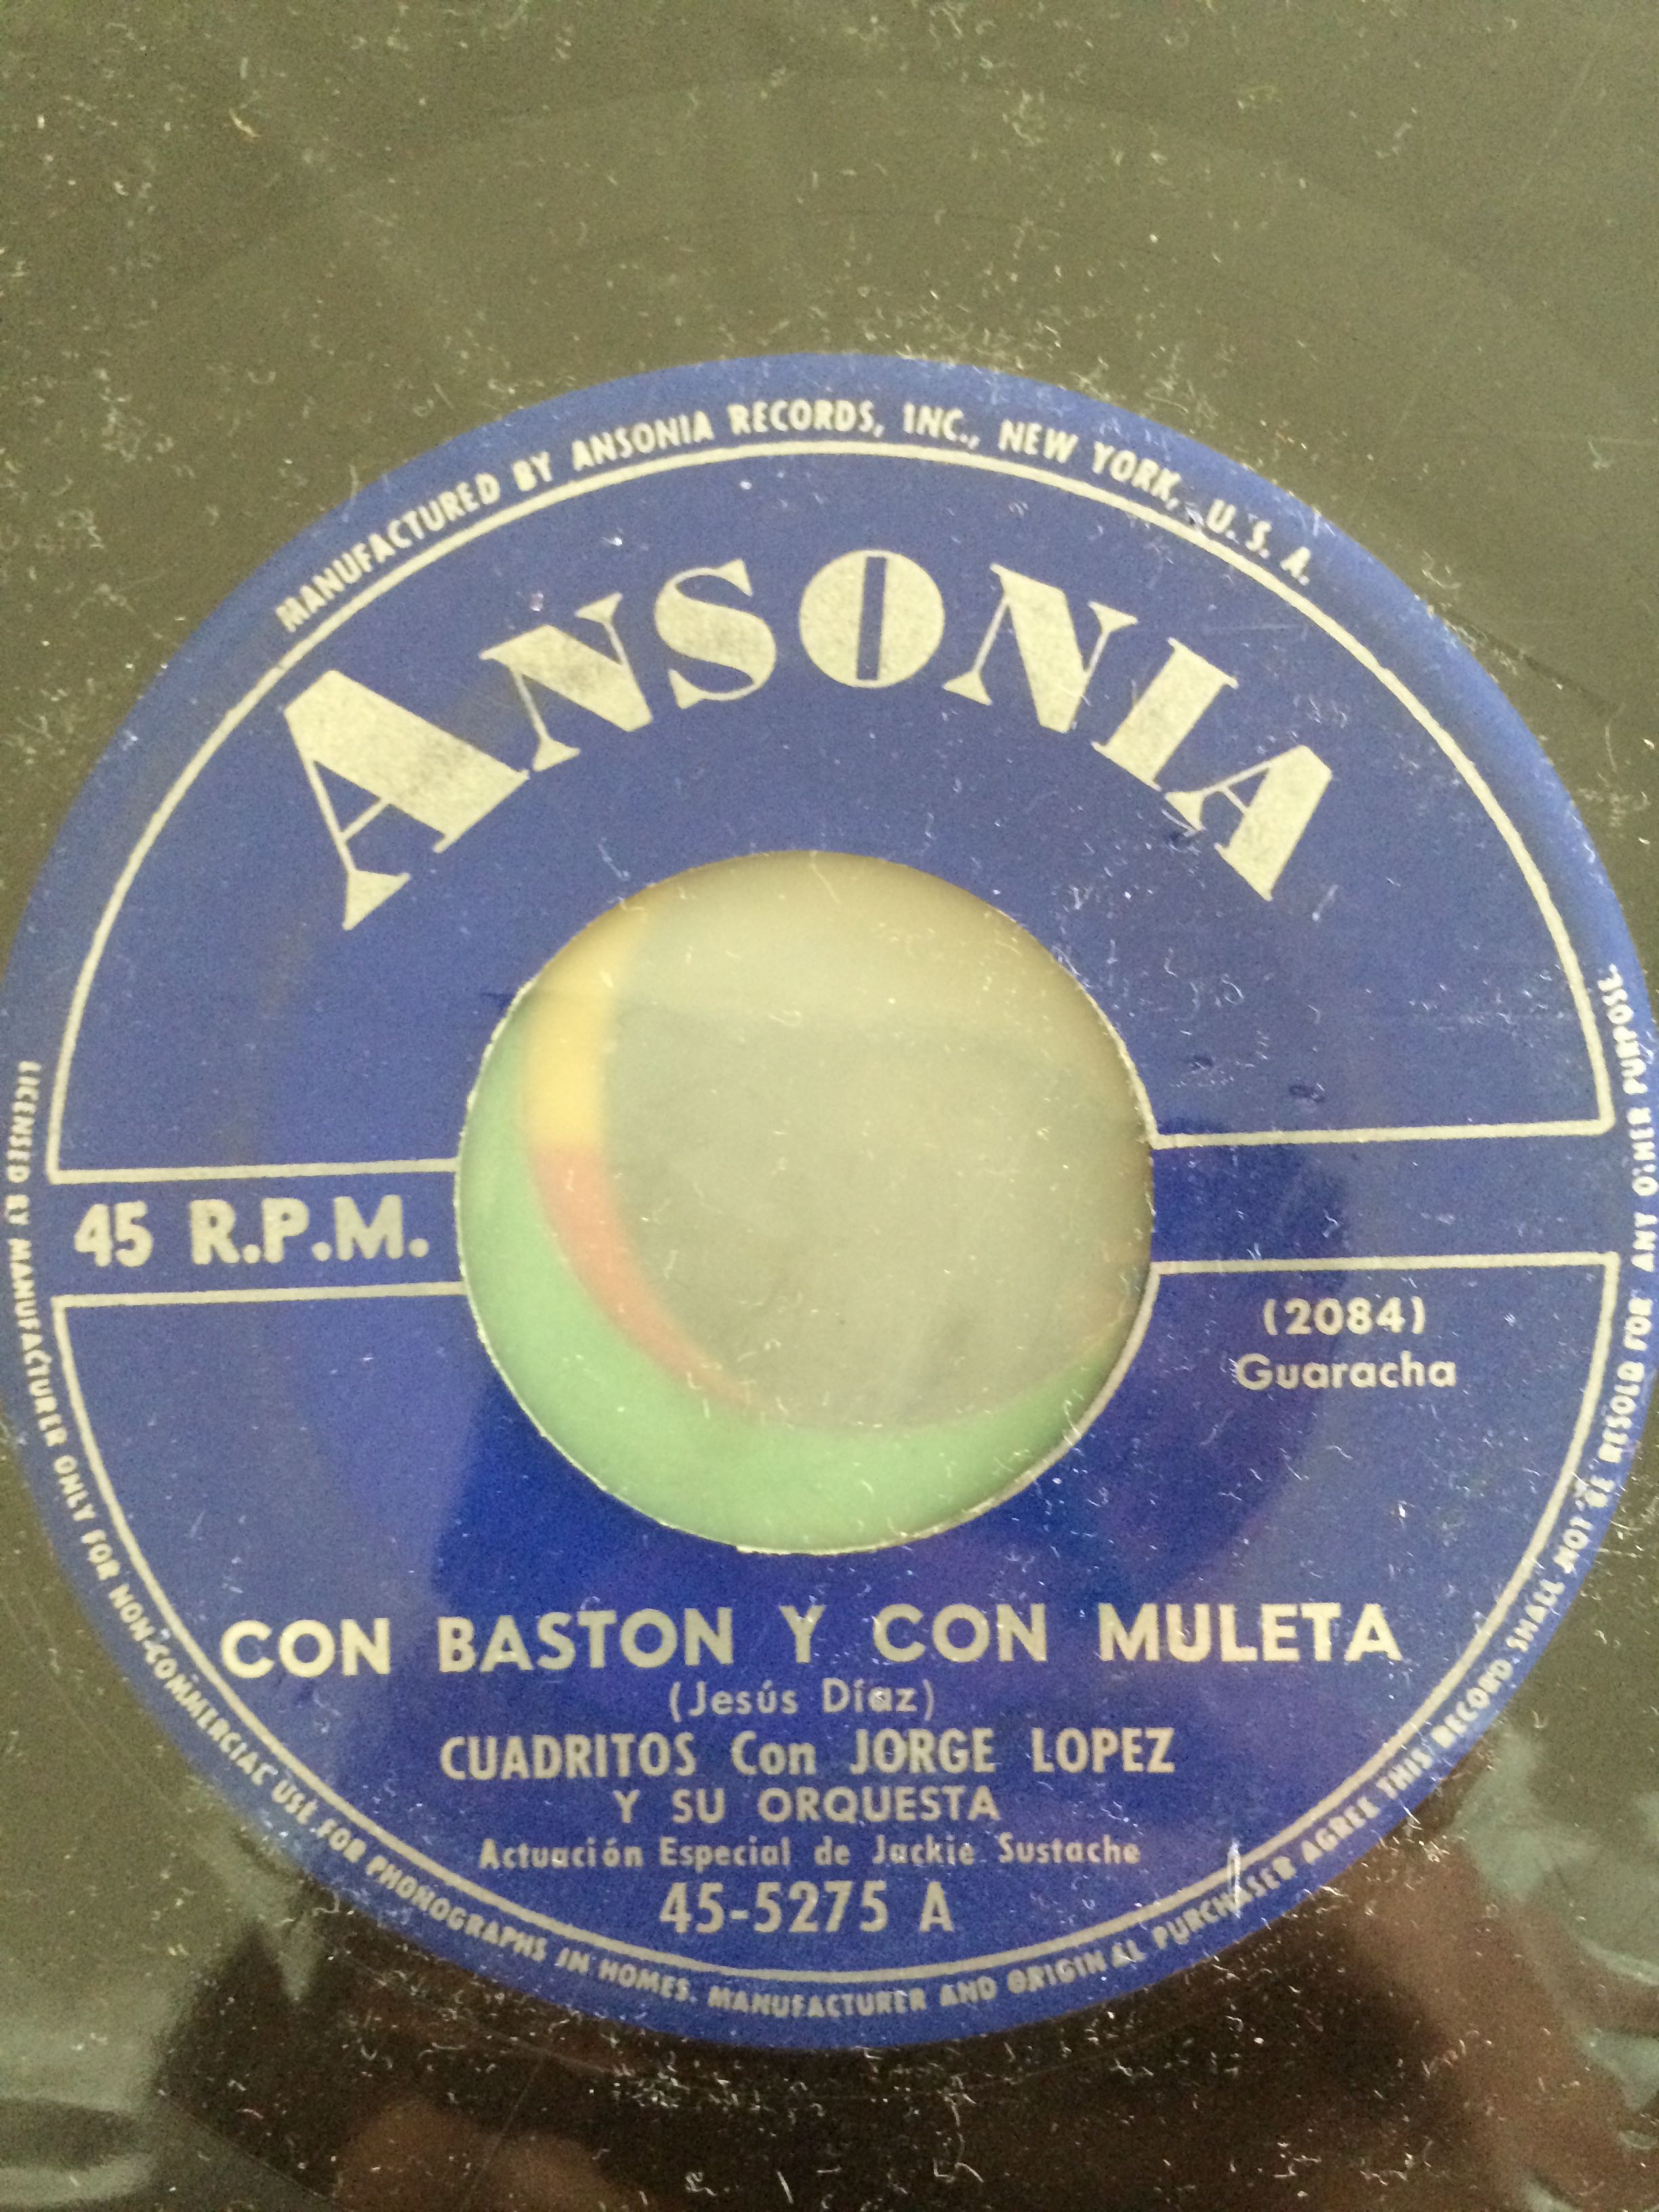 MANUFACTURED BY ANSONIA RECORDS, INC., NEW YORK, U. S. A.
ANSONIA
45 R.P.M.
(2084)
Guaracha
CON BASTON Y CON MULETA
(Jesús Díaz)
CUADRITOS Con JORGE LOPEZ
Y SU ORQUESTA
Actuación Especial de Jackie Sustache
45-5275 A
LICENSED BY MANUFACTURER ONLY FOR NON-COMMERCIAL USE FOR PHONOGRAPHS IN HOMES. MANUFACTURER AND ORIGINAL PURCHASER AGREE THIS RECORD SHALL NOT BE RESOLD FOR ANY OTHER PURPOSE.